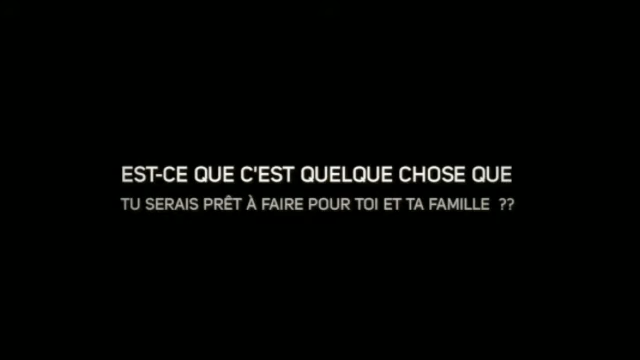 EST-CE QUE C'EST QUELQUE CHOSE QUE
TU SERAIS PRÊT À FAIRE POUR TOI ET TA FAMILLE ??